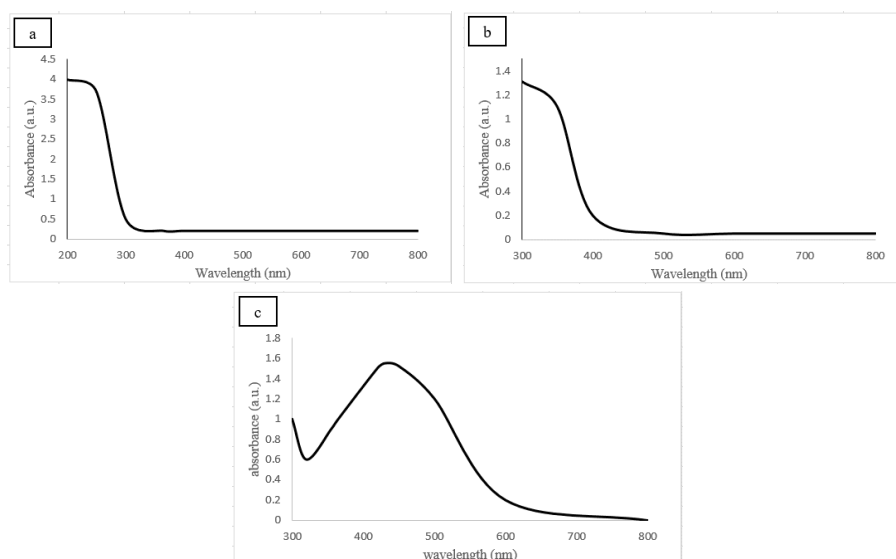 a
4.5
4
3.5
3
2.5
2
1.5
1
0.5
0
Absorbance (a.u.)
200 300 400 500 600 700 800
Wavelength (nm)
b
1.4
1.2
1
0.8
0.6
0.4
0.2
0
Absorbance (a.u.)
300 400 500 600 700 800
Wavelength (nm)
c
1.8
1.6
1.4
1.2
1
0.8
0.6
0.4
0.2
0
absorbance (a.u.)
300 400 500 600 700 800
wavelength (nm)